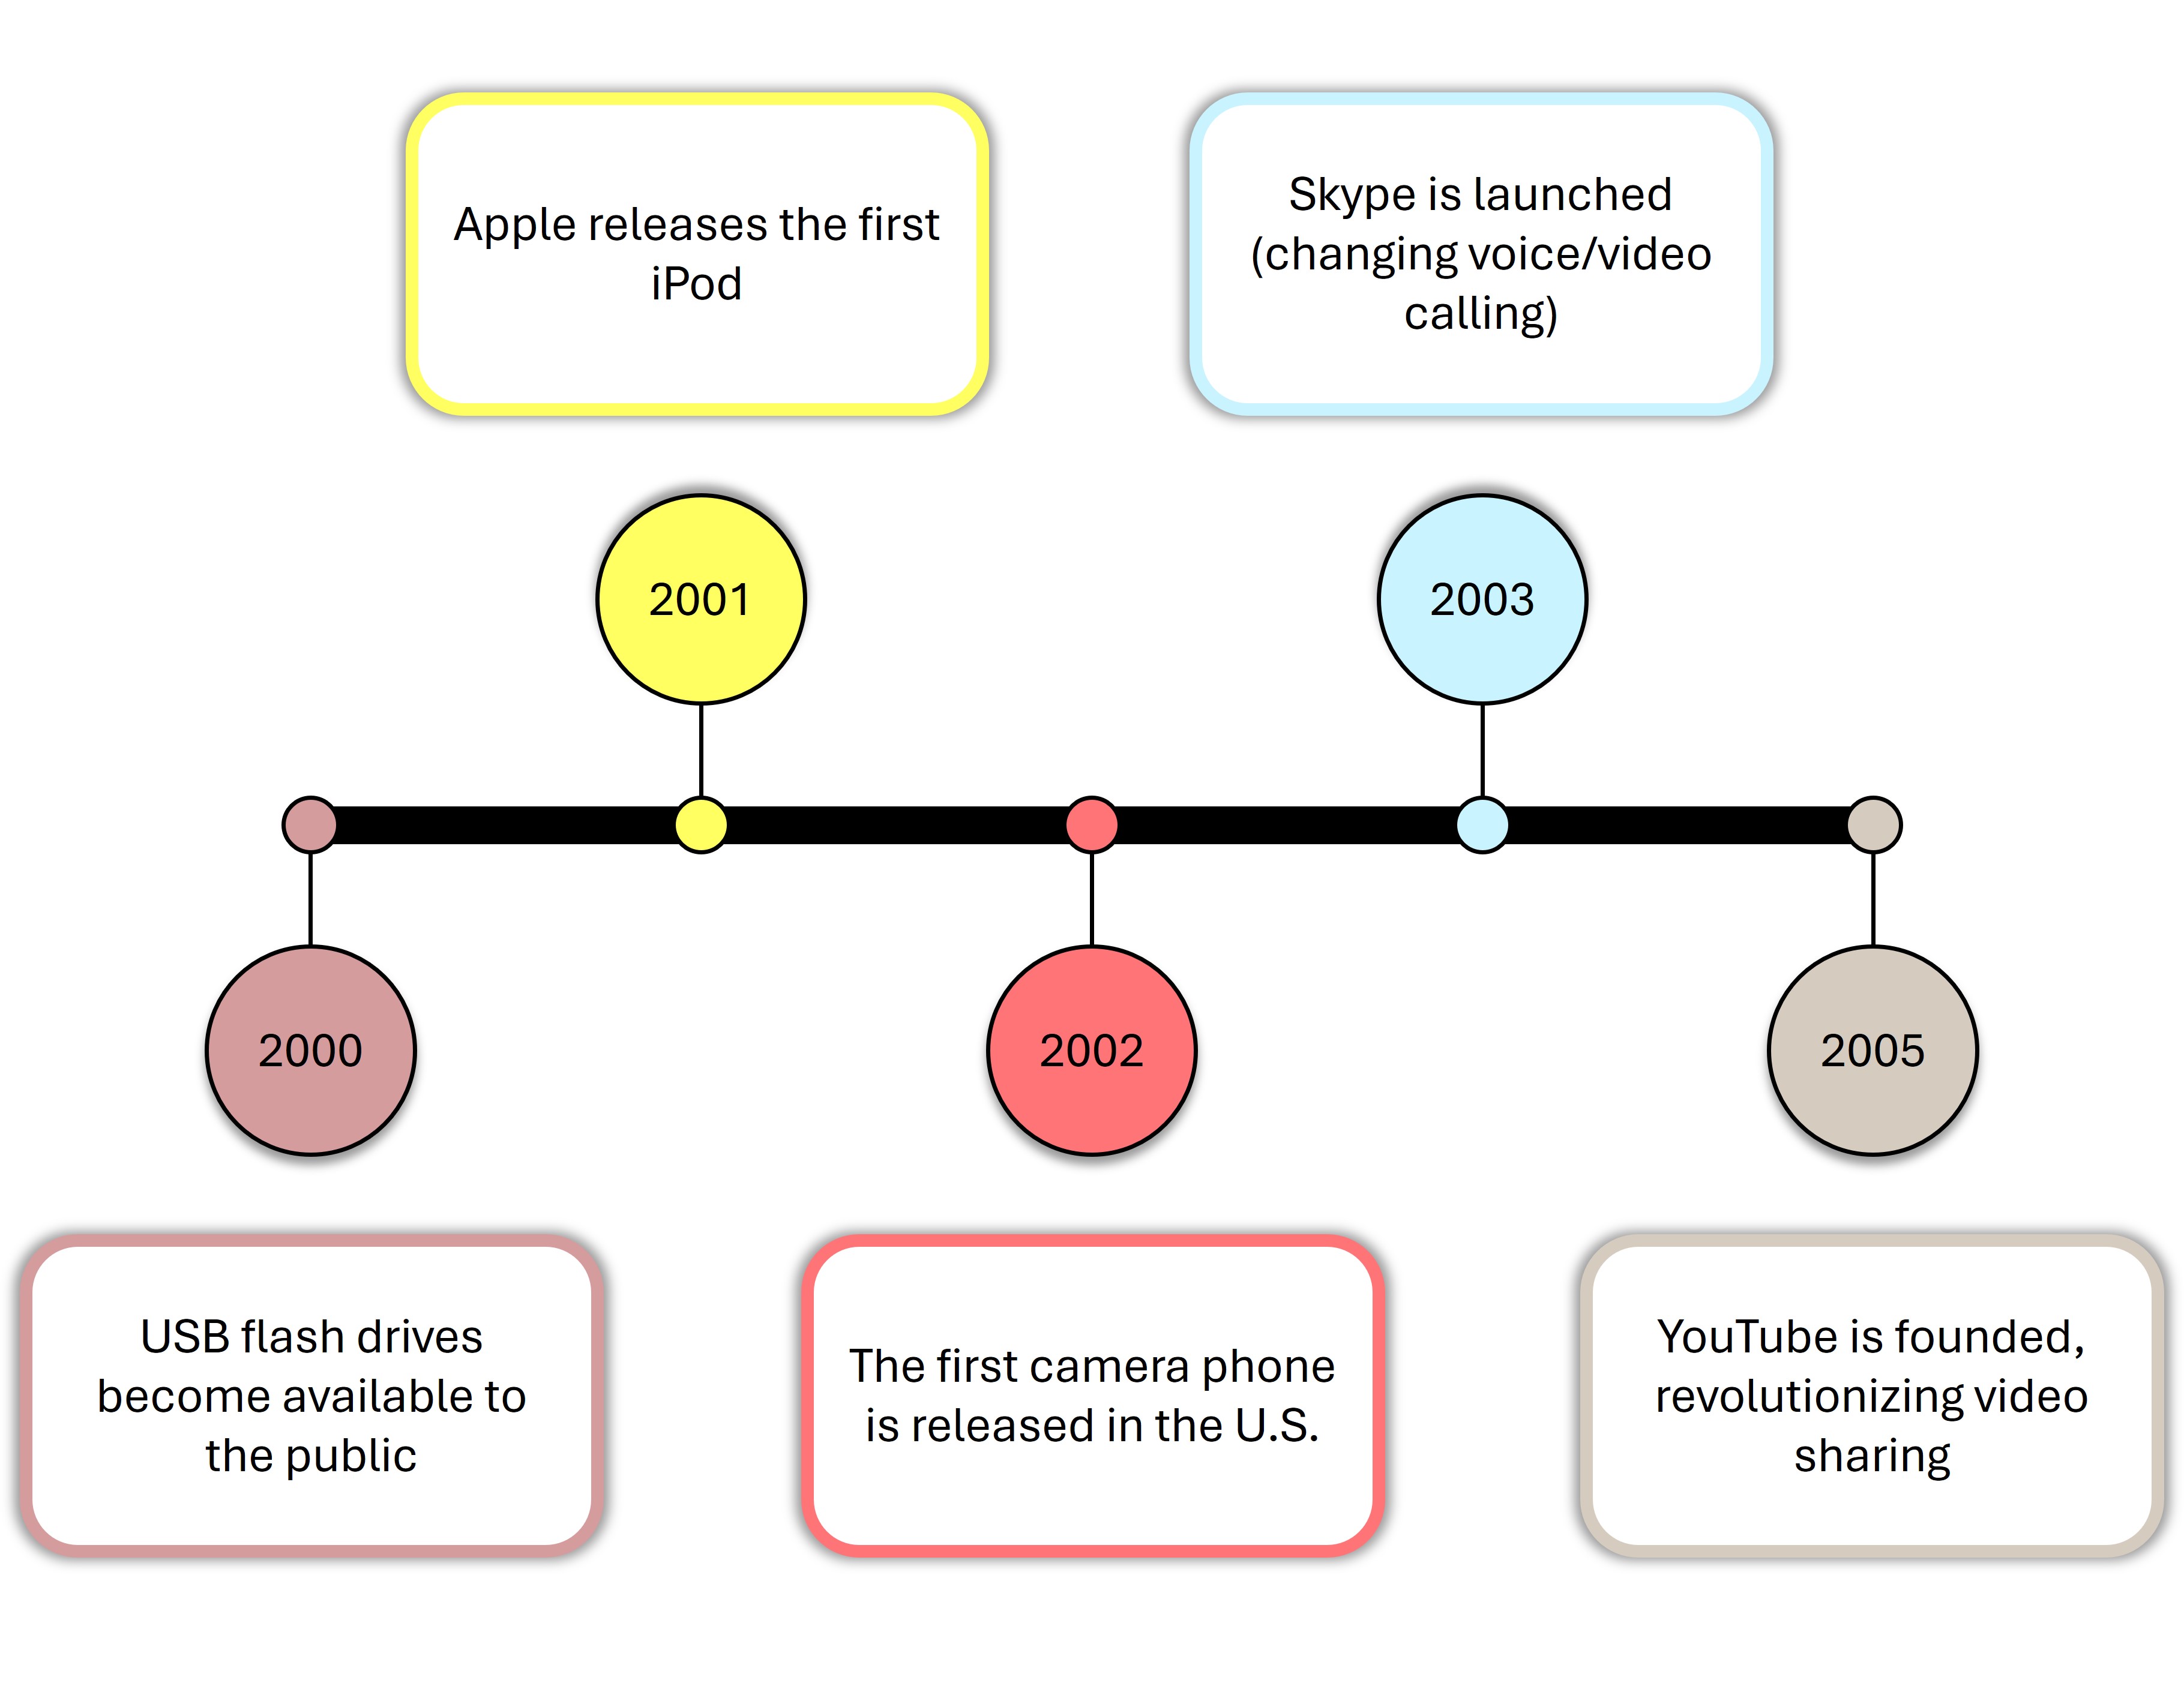 Apple releases the first
iPod
Skype is launched
(changing voice/video
calling)
2001
2003
2000
2002
2005
USB flash drives
become available to
the public
The first camera phone
is released in the U.S.
YouTube is founded,
revolutionizing video
sharing